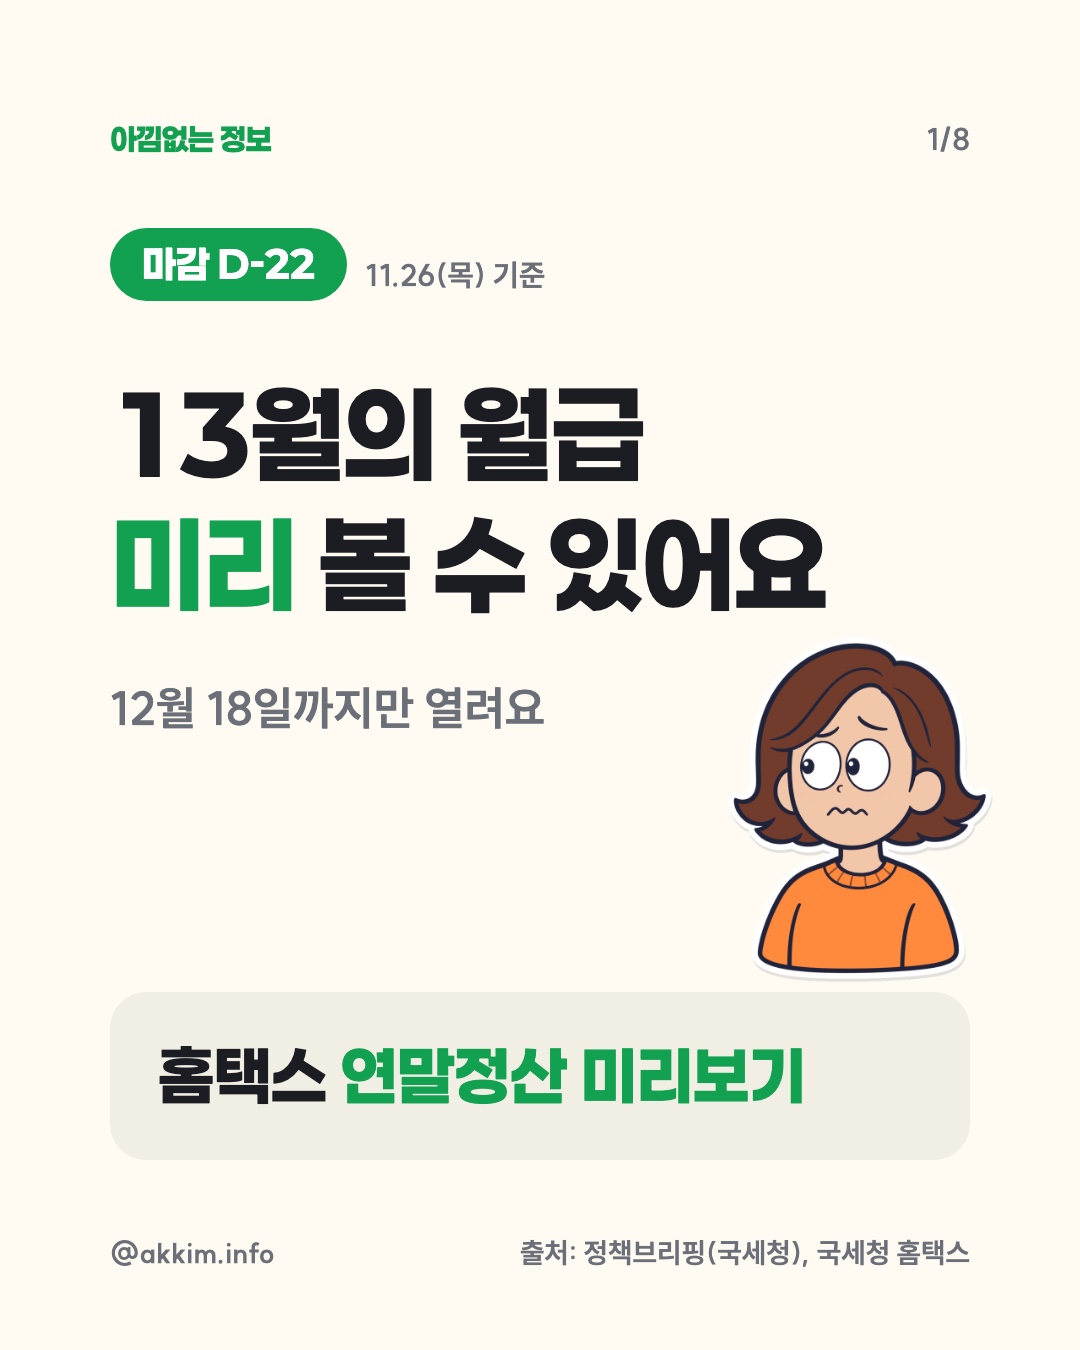 아낌없는 정보
1/8
마감 D-22
11.26(목) 기준
13월의 월급
미리 볼 수 있어요
12월 18일까지만 열려요
홈택스 연말정산 미리보기
@akkim.info
출처: 정책브리핑(국세청), 국세청 홈택스